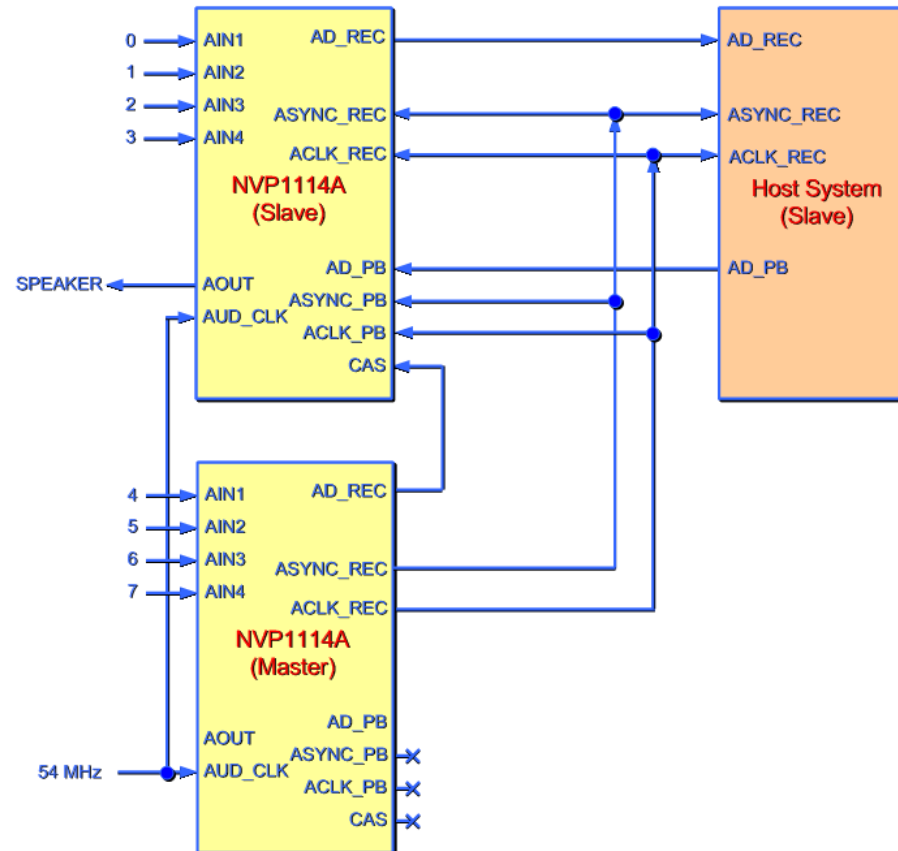 0 AIN1 AD_REC AD_REC
1 AIN2
2 AIN3 ASYNC_REC ASYNC_REC
3 AIN4
ACLK_REC ACLK_REC
NVP1114A Host System
(Slave) (Slave)
AD_PB AD_PB
SPEAKER AOUT
ASYNC_PB
AUD_CLK
ACLK_PB
CAS
4 AIN1 AD_REC
5 AIN2
6 AIN3 ASYNC_REC
7 AIN4
ACLK_REC
NVP1114A
(Master)
AD_PB
AOUT
ASYNC_PB
54 MHz AUD_CLK
ACLK_PB
CAS